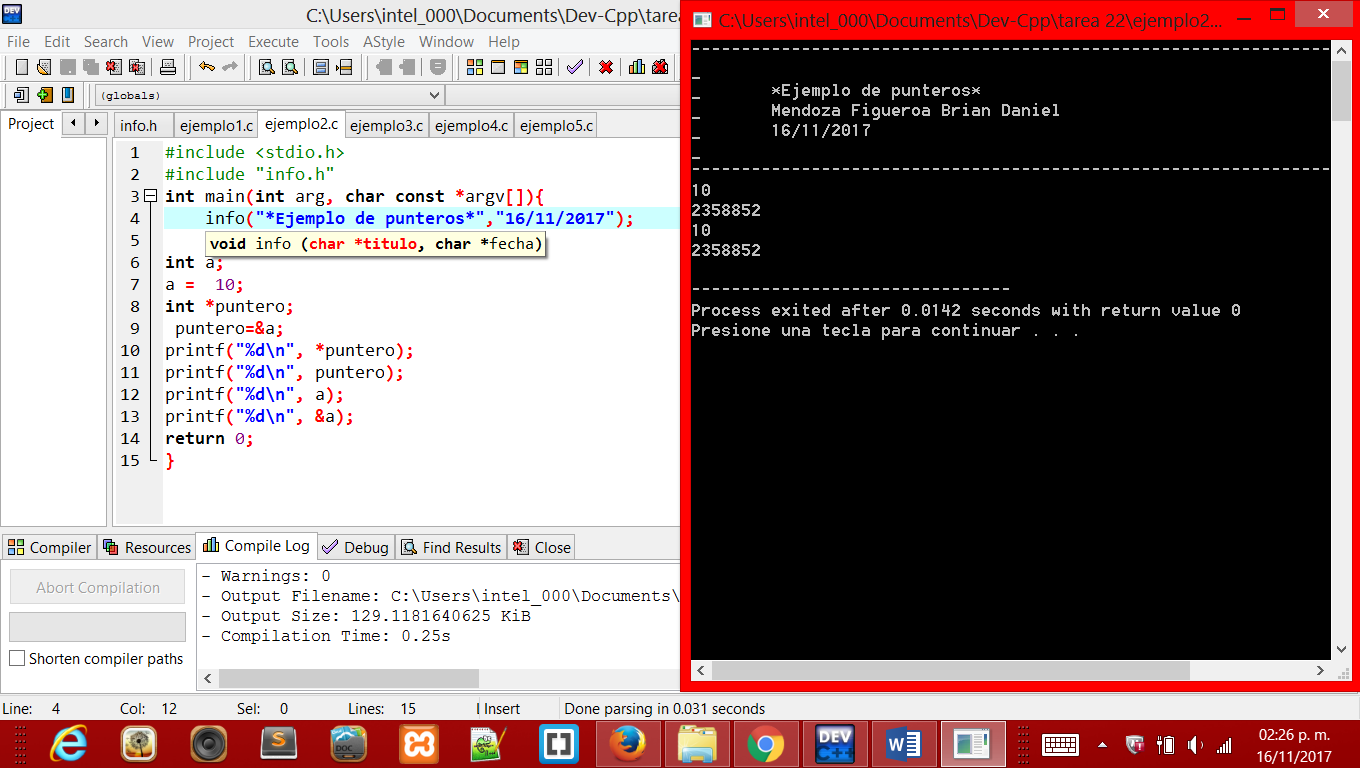 C:\Users\intel_000\Documents\Dev-Cpp\tarea
File Edit Search View Project Execute Tools AStyle Window Help
(globals)
Project
info.h ejemplo1.c ejemplo2.c ejemplo3.c ejemplo4.c ejemplo5.c
1 #include <stdio.h>
2 #include "info.h"
3 int main(int arg, char const *argv[]){
4 info("*Ejemplo de punteros*","16/11/2017");
5 void info (char *titulo, char *fecha)
6 int a;
7 a = 10;
8 int *puntero;
9 puntero=&a;
10 printf("%d\n", *puntero);
11 printf("%d\n", puntero);
12 printf("%d\n", a);
13 printf("%d\n", &a);
14 return 0;
15 }
Compiler Resources Compile Log Debug Find Results Close
Abort Compilation
Shorten compiler paths
- Warnings: 0
- Output Filename: C:\Users\intel_000\Documents\
- Output Size: 129.1181640625 KiB
- Compilation Time: 0.25s
Line: 4 Col: 12 Sel: 0 Lines: 15 Insert Done parsing in 0.031 seconds
C:\Users\intel_000\Documents\Dev-Cpp\tarea 22\ejemplo2...
*Ejemplo de punteros*
Mendoza Figueroa Brian Daniel
16/11/2017
10
2358852
10
2358852
--------------------------------
Process exited after 0.0142 seconds with return value 0
Presione una tecla para continuar . . .
DEV
DOC
DEV C++
02:26 p. m.
16/11/2017